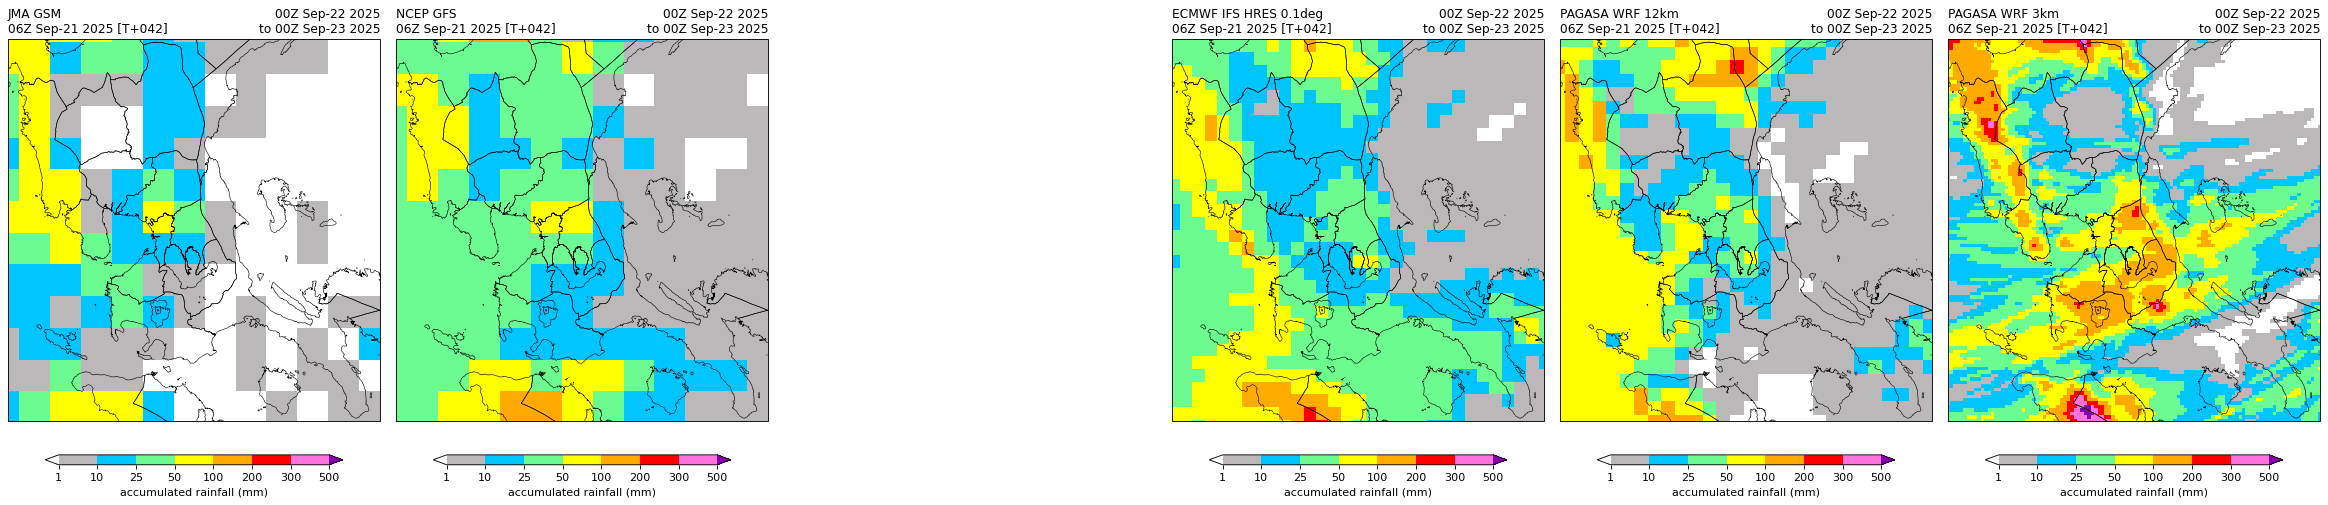 JMA GSM 00Z Sep-22 2025
06Z Sep-21 2025 [T+042] to 00Z Sep-23 2025
1 10 25 50 100 200 300 500
accumulated rainfall (mm)
NCEP GFS 00Z Sep-22 2025
06Z Sep-21 2025 [T+042] to 00Z Sep-23 2025
1 10 25 50 100 200 300 500
accumulated rainfall (mm)
ECMWF IFS HRES 0.1deg 00Z Sep-22 2025
06Z Sep-21 2025 [T+042] to 00Z Sep-23 2025
1 10 25 50 100 200 300 500
accumulated rainfall (mm)
PAGASA WRF 12km 00Z Sep-22 2025
06Z Sep-21 2025 [T+042] to 00Z Sep-23 2025
1 10 25 50 100 200 300 500
accumulated rainfall (mm)
PAGASA WRF 3km 00Z Sep-22 2025
06Z Sep-21 2025 [T+042] to 00Z Sep-23 2025
1 10 25 50 100 200 300 500
accumulated rainfall (mm)